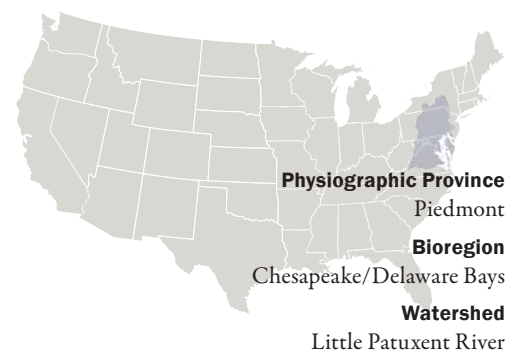 Physiographic Province
Piedmont
Bioregion
Chesapeake/Delaware Bays
Watershed
Little Patuxent River